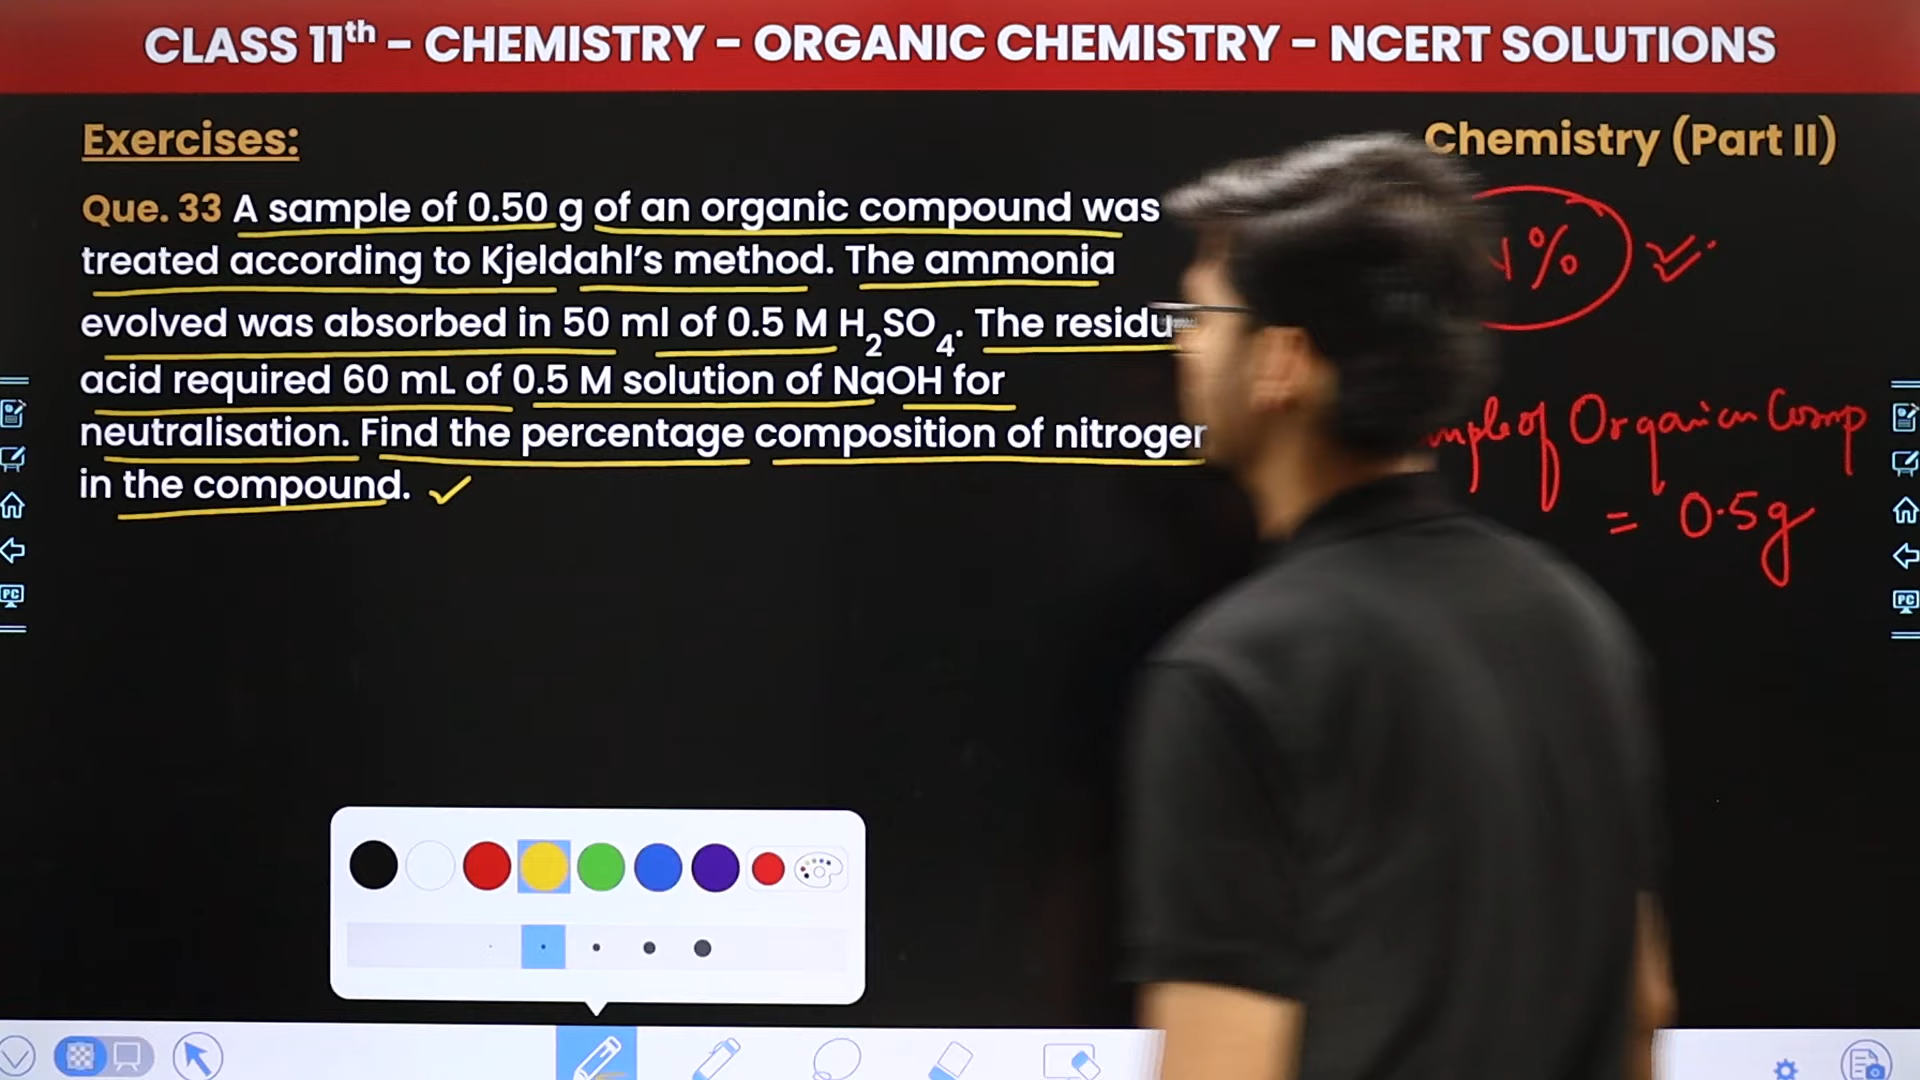 CLASS 11th – CHEMISTRY – ORGANIC CHEMISTRY – NCERT SOLUTIONS
Exercises:
Chemistry (Part II)
Que. 33 A sample of 0.50 g of an organic compound was
treated according to Kjeldahl's method. The ammonia
evolved was absorbed in 50 ml of 0.5 M H₂SO₄. The
acid required 60 mL of 0.5 M solution of NaOH for
neutralisation. Find the percentage composition of
in the compound.
%
of Organic Comp
= 0.5g
PC
PC